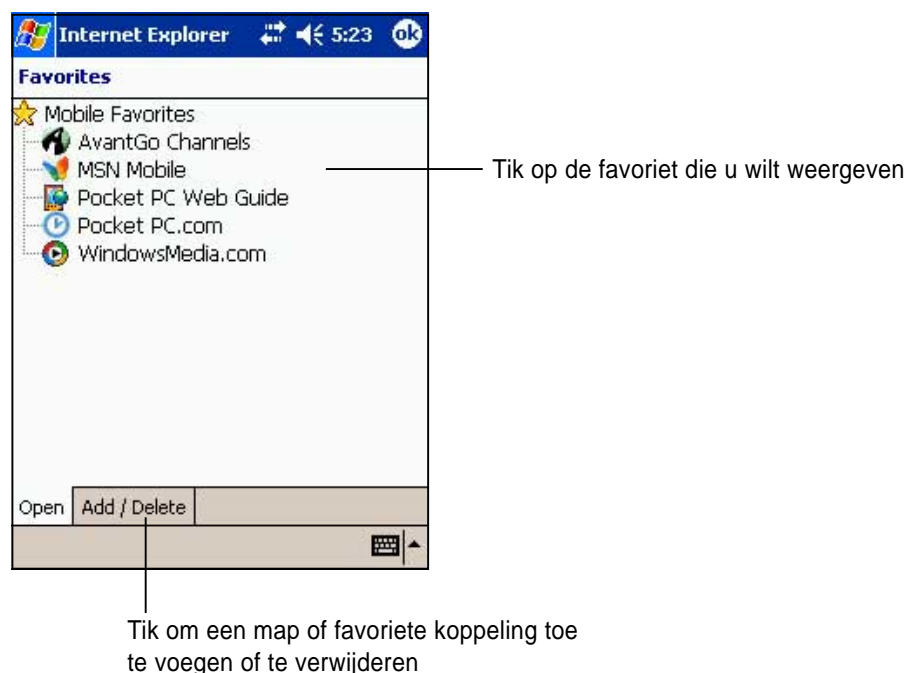 Internet Explorer 5:23 ok
Favorites
Mobile Favorites
AvantGo Channels
MSN Mobile
Tik op de favoriet die u wilt weergeven
Pocket PC Web Guide
Pocket PC.com
WindowsMedia.com
Open Add / Delete
Tik om een map of favoriete koppeling toe
te voegen of te verwijderen